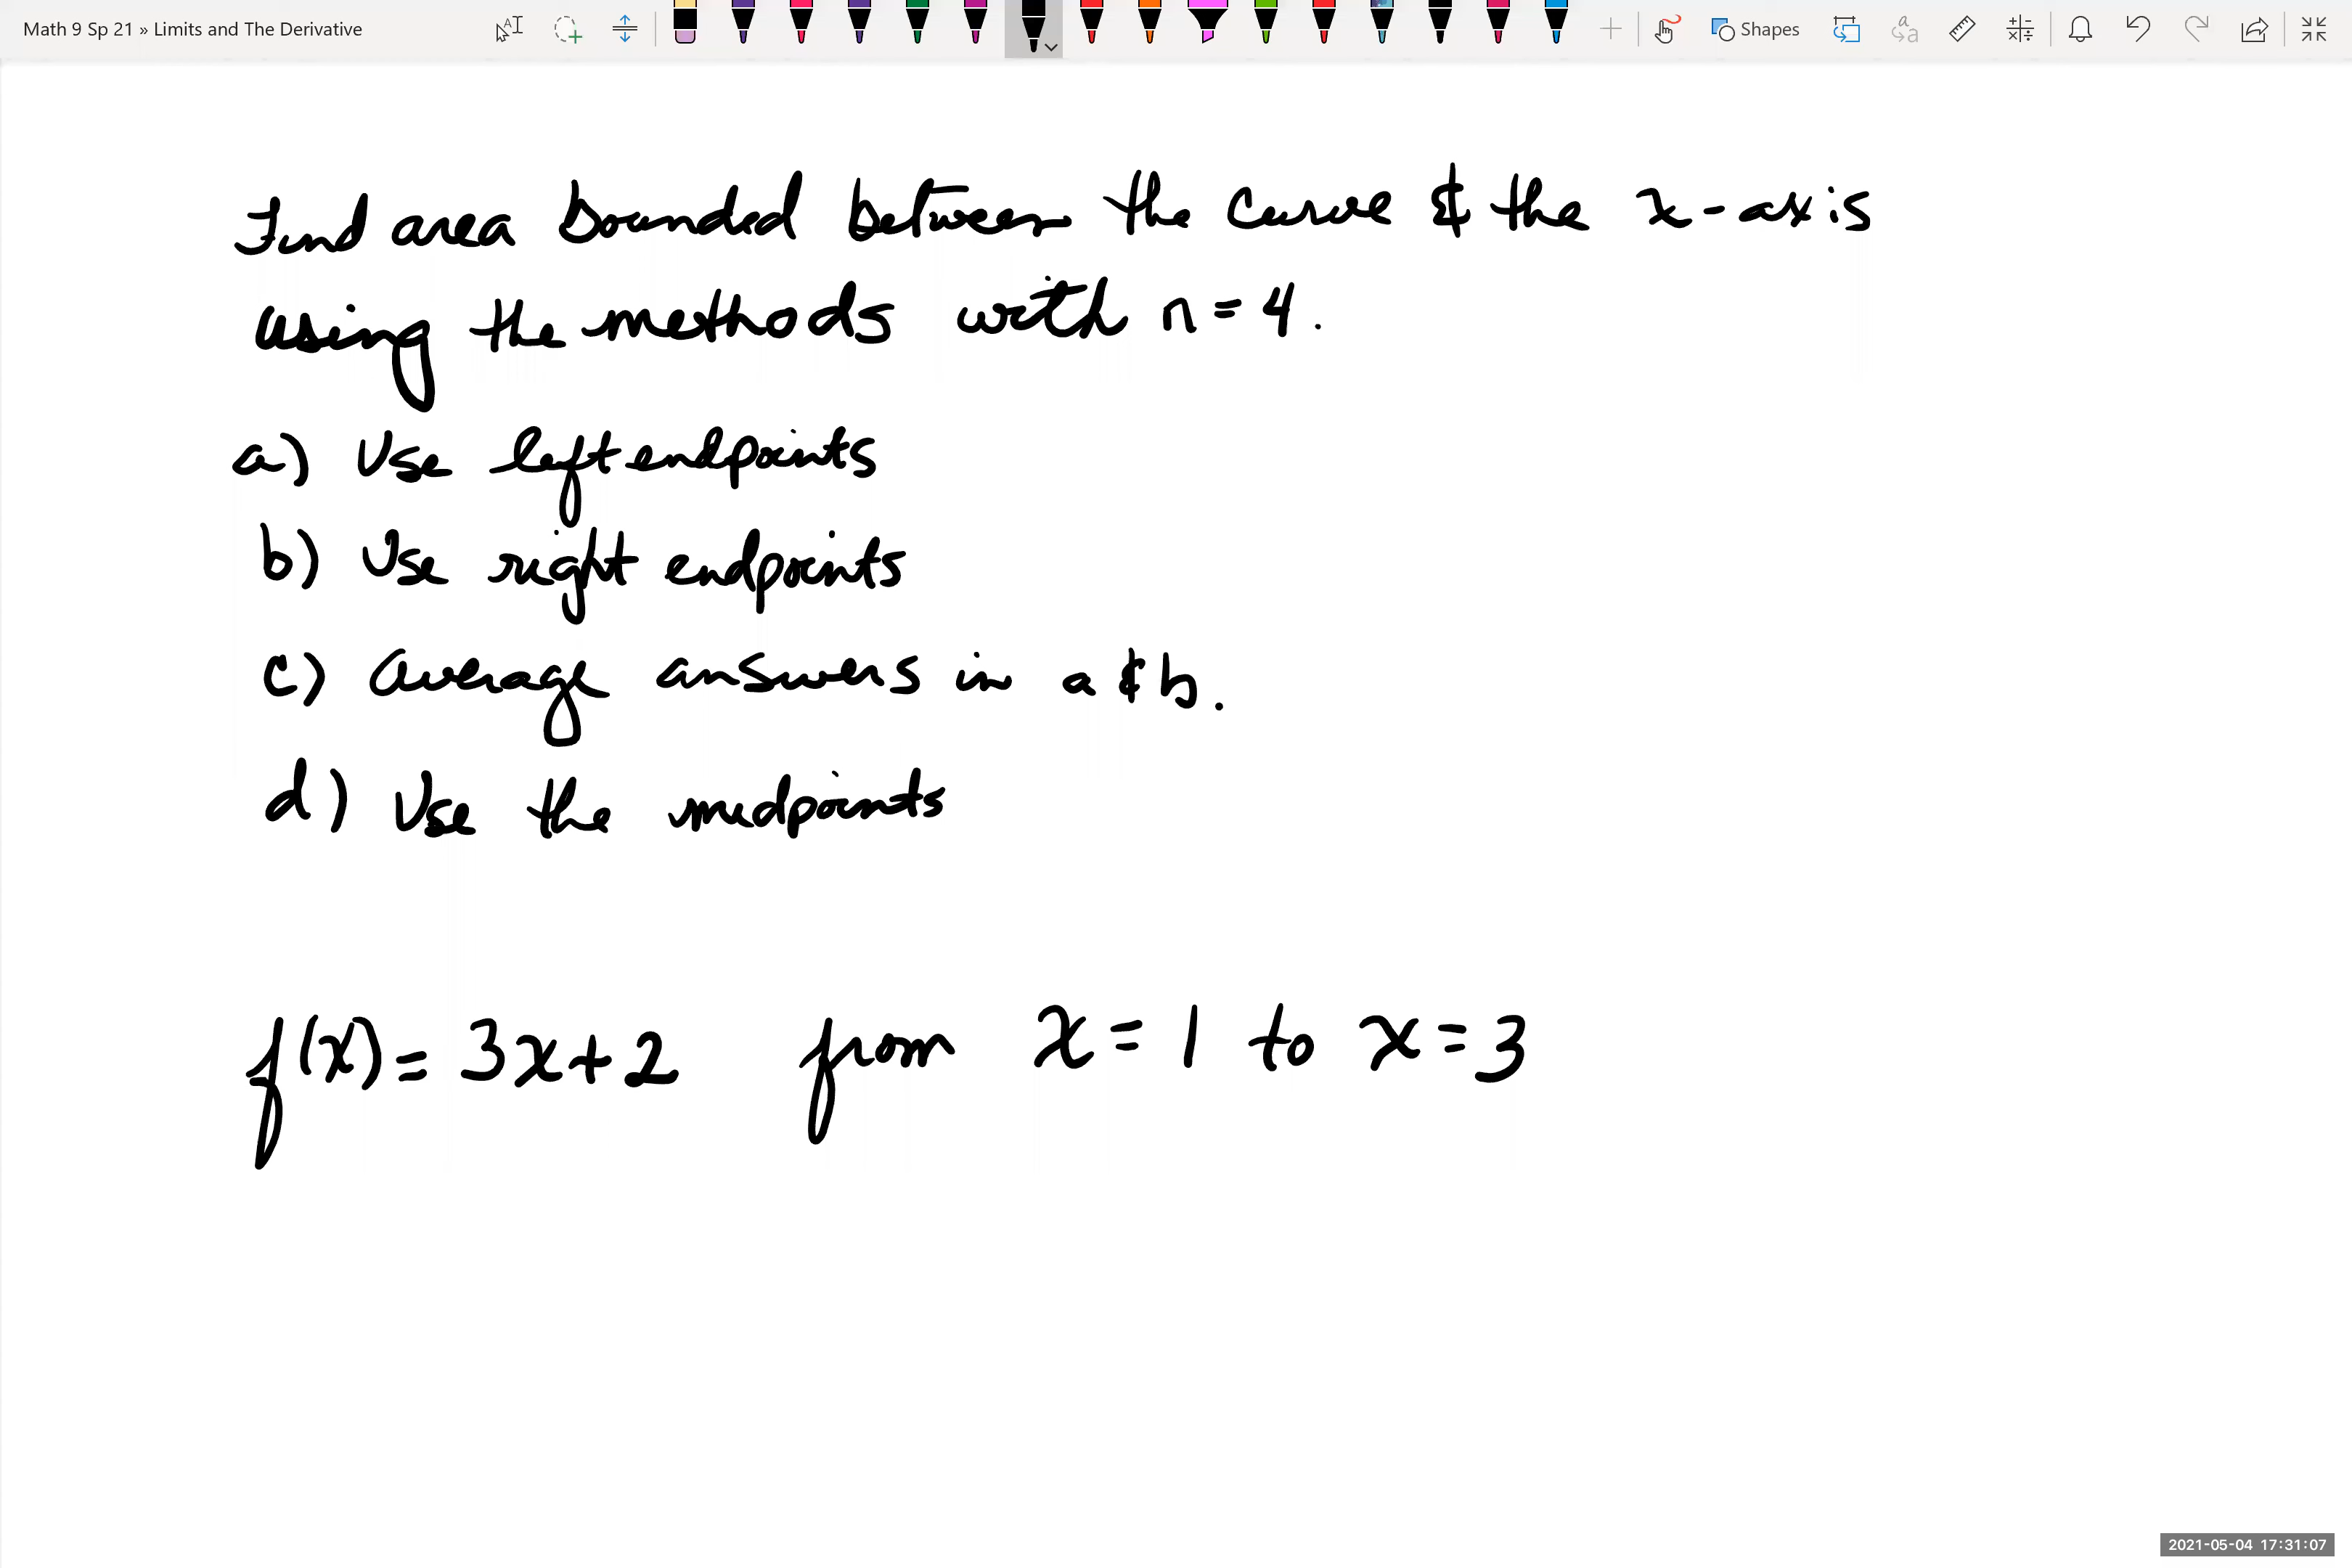 Math 9 Sp 21 » Limits and The Derivative
Shapes
Find area bounded between the curve & the x-axis
using the methods with n = 4.
a) Use left endpoints
b) Use right endpoints
c) average answers in a & b.
d) Use the midpoints
f(x) = 3x+2 from x = 1 to x = 3
2021-05-04 17:31:07